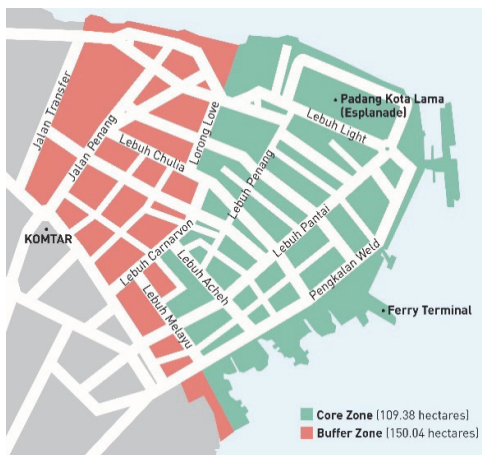 Padang Kota Lama
(Esplanade)
Lebuh Light
Jalan Transfer
Jalan Penang
Lorong Love
Lebuh Chulia
Lebuh Penang
KOMTAR
Lebuh Carnarvon
Lebuh Pantai
Lebuh Acheh
Pengkalan Weld
Lebuh Melayu
Ferry Terminal
Core Zone (109.38 hectares)
Buffer Zone (150.04 hectares)